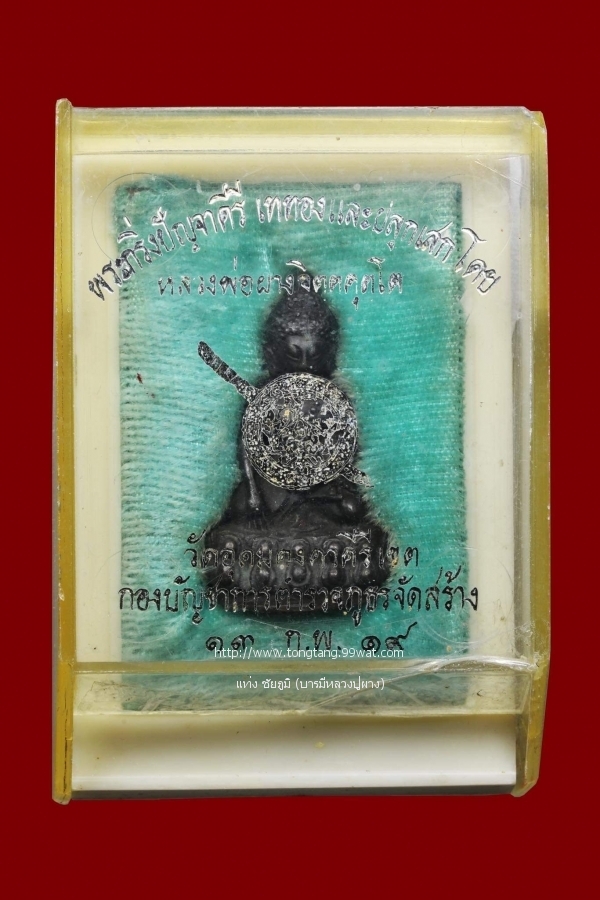 พระกริ่งปัญจาคีรี เททองและปลุกเสกโดย
หลวงพ่อผางจิตตคุตโต
วัดอุดมคงคาคีรีเขต
กองบัญชาการตำรวจภูธรจัดสร้าง
๑๓ ก.พ. ๑๙
http://www.tongtang.99wat.com/
แท่ง ชัยภูมิ (บารมีหลวงปู่ผาง)